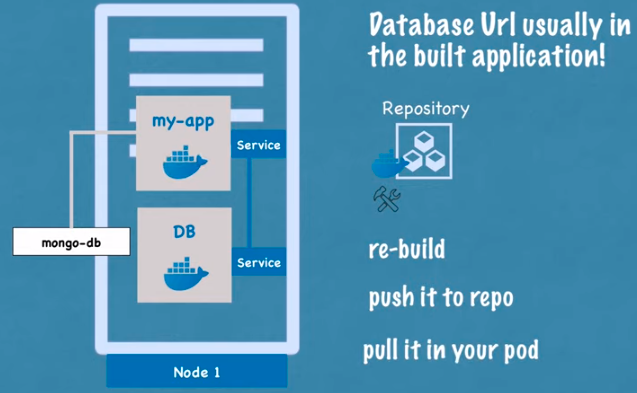 Database Url usually in
the built application!
Repository
my-app
Service
DB
Service
mongo-db
Node 1
re-build
push it to repo
pull it in your pod